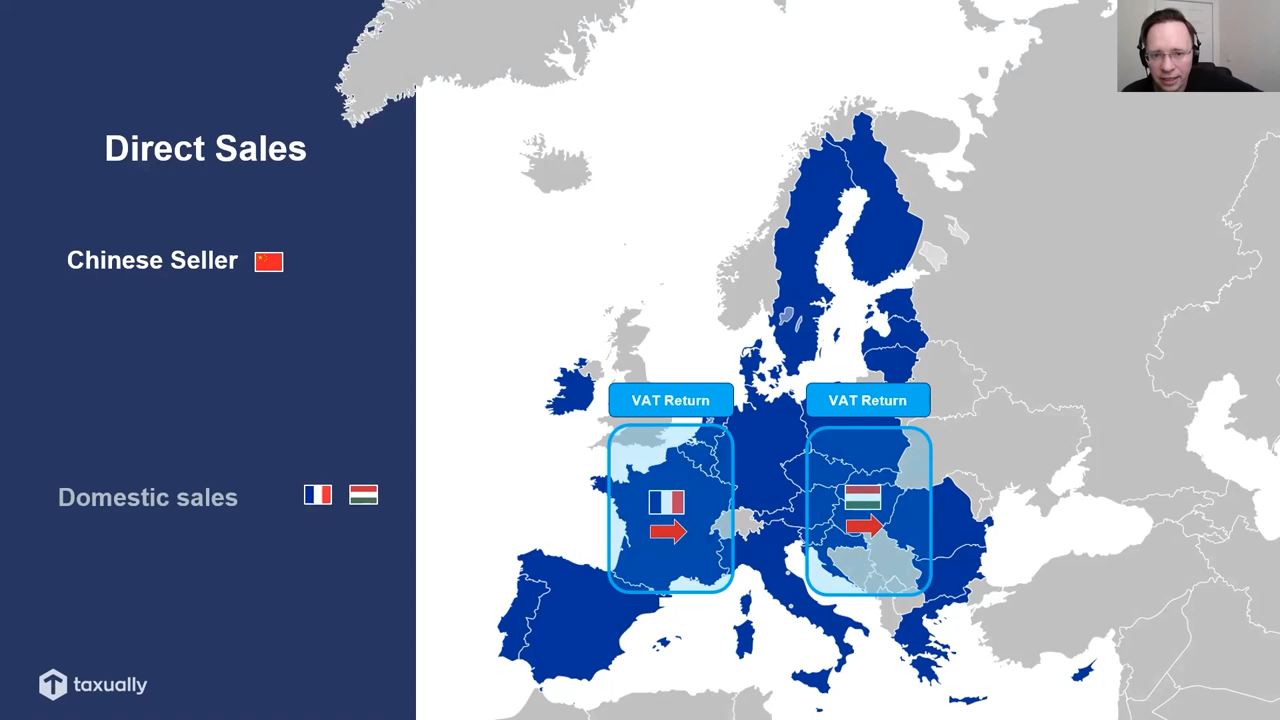 Direct Sales
Chinese Seller
VAT Return
VAT Return
Domestic sales
taxually